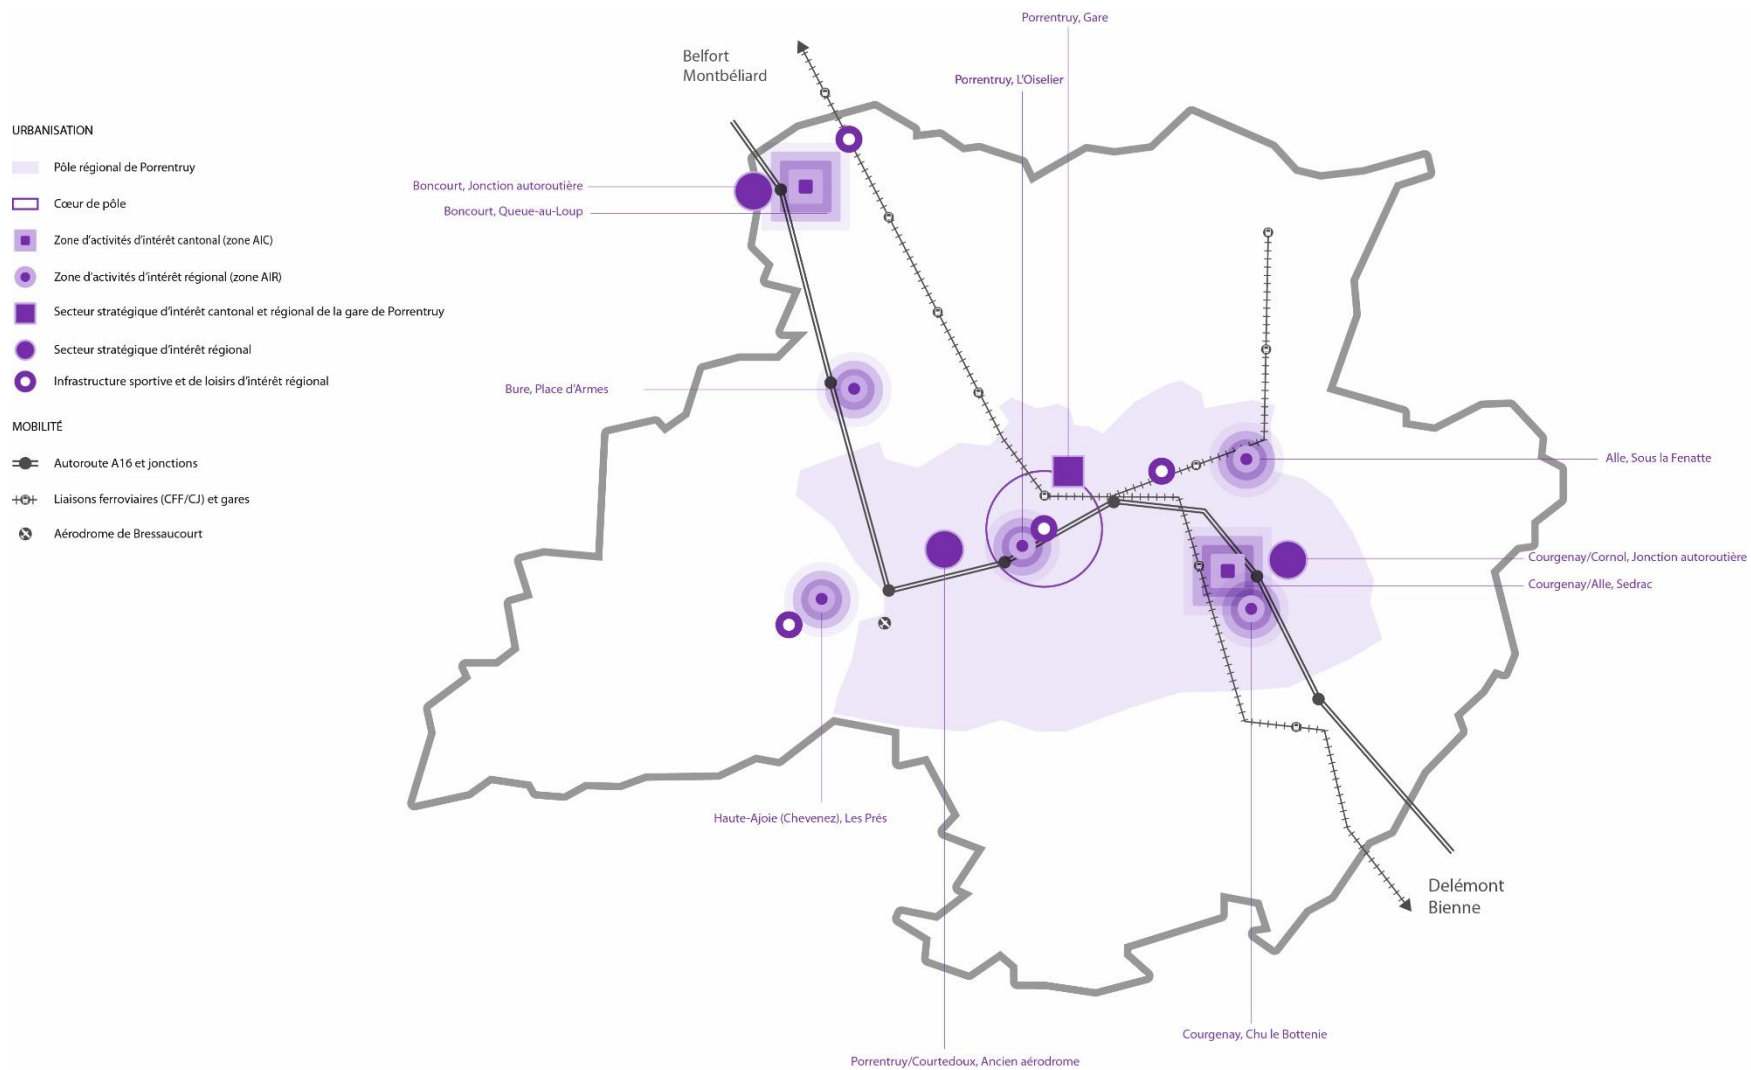 Porrentruy, Gare
Belfort
Montbéliard
Porrentruy, L'Oiselier
URBANISATION
Pôle régional de Porrentruy
Cœur de pôle
Zone d'activités d'intérêt cantonal (zone AIC)
Zone d'activités d'intérêt régional (zone AIR)
Secteur stratégique d'intérêt cantonal et régional de la gare de Porrentruy
Secteur stratégique d'intérêt régional
Infrastructure sportive et de loisirs d'intérêt régional
MOBILITÉ
Autoroute A16 et jonctions
Liaisons ferroviaires (CFF/CJ) et gares
Aérodrome de Bressaucourt
Boncourt, Jonction autoroutière
Boncourt, Queue-au-Loup
Bure, Place d'Armes
Alle, Sous la Fenatte
Courgenay/Cornol, Jonction autoroutière
Courgenay/Alle, Sedrac
Haute-Ajoie (Chevenez), Les Prés
Delémont
Bienne
Courgenay, Chu le Bottenie
Porrentruy/Courtedoux, Ancien aérodrome